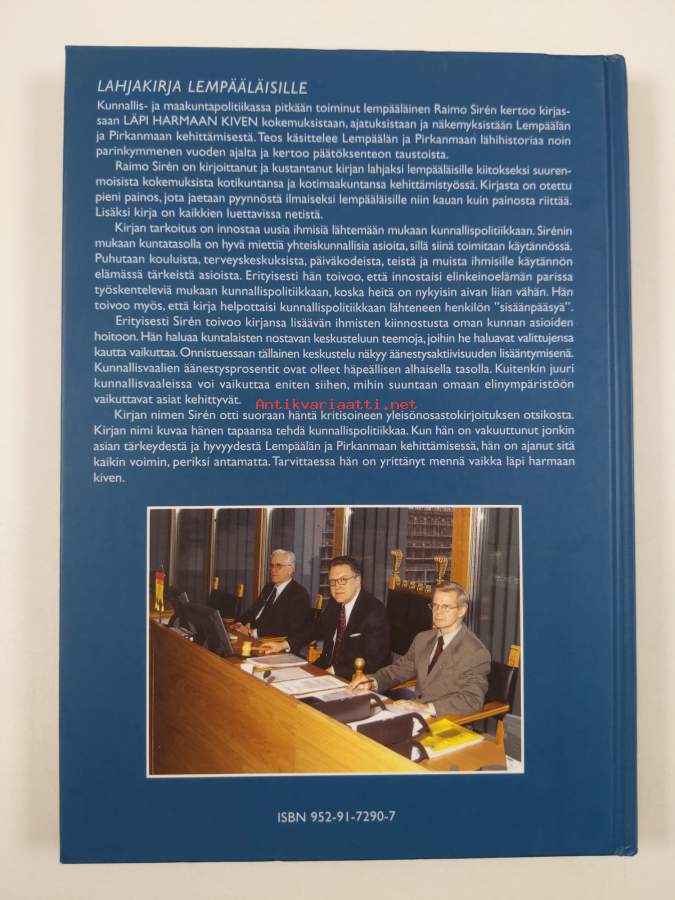 LAHJAKIRJA LEMPÄÄLÄISILLE
Kunnallis- ja maakuntapolitiikassa pitkään toiminut lempääläinen Raimo Sirén kertoo kirjas-
saan LÄPI HARMAAN KIVEN kokemuksistaan, ajatuksistaan ja näkemyksistään Lempäälän
ja Pirkanmaan kehittämisestä. Teos käsittelee Lempäälän ja Pirkanmaan lähihistoriaa noin
parinkymmenen vuoden ajalta ja kertoo päätöksenteon taustoista.
Raimo Sirén on kirjoittanut ja kustantanut kirjan lahjaksi lempääläisille kiitokseksi suuren-
moisista kokemuksista kotikuntansa ja kotimaakuntansa kehittämistyössä. Kirjasta on otettu
pieni painos, jota jaetaan pyynnöstä ilmaiseksi lempääläisille niin kauan kuin painosta riittää.
Lisäksi kirja on kaikkien luettavissa netistä.
Kirjan tarkoitus on innostaa uusia ihmisiä lähtemään mukaan kunnallispolitiikkaan. Sirénin
mukaan kuntatasolla on hyvä miettiä yhteiskunnallisia asioita, sillä siinä toimitaan käytännössä.
Puhutaan kouluista, terveyskeskuksista, päiväkodeista, teistä ja muista ihmisille käytännön
elämässä tärkeistä asioista. Erityisesti hän toivoo, että innostaisi elinkeinoelämän parissa
työskenteleviä mukaan kunnallispolitiikkaan, koska heitä on nykyisin aivan liian vähän. Hän
toivoo myös, että kirja helpottaisi kunnallispolitiikkaan lähteneen henkilön "sisäänpääsyä".
Erityisesti Sirén toivoo kirjansa lisäävän ihmisten kiinnostusta oman kunnan asioiden
hoitoon. Hän haluaa kuntalaisten nostavan keskusteluun teemoja, joihin he haluavat valittujensa
kautta vaikuttaa. Onnistuessaan tällainen keskustelu näkyy äänestysaktiivisuuden lisääntymisenä.
Kunnallisvaalien äänestysprosentit ovat olleet häpeällisen alhaisella tasolla. Kuitenkin juuri
kunnallisvaaleissa voi vaikuttaa eniten siihen, mihin suuntaan omaan elinympäristöön
vaikuttavat asiat kehittyvät.
Antikvariaatti.net
Kirjan nimen Sirén otti suoraan häntä kritisoineen yleisönosastokirjoituksen otsikosta.
Kirjan nimi kuvaa hänen tapaansa tehdä kunnallispolitiikkaa. Kun hän on vakuuttunut jonkin
asian tärkeydestä ja hyvyydestä Lempäälän ja Pirkanmaan kehittämisessä, hän on ajanut sitä
kaikin voimin, periksi antamatta. Tarvittaessa hän on yrittänyt mennä vaikka läpi harmaan
kiven.
ISBN 952-91-7290-7